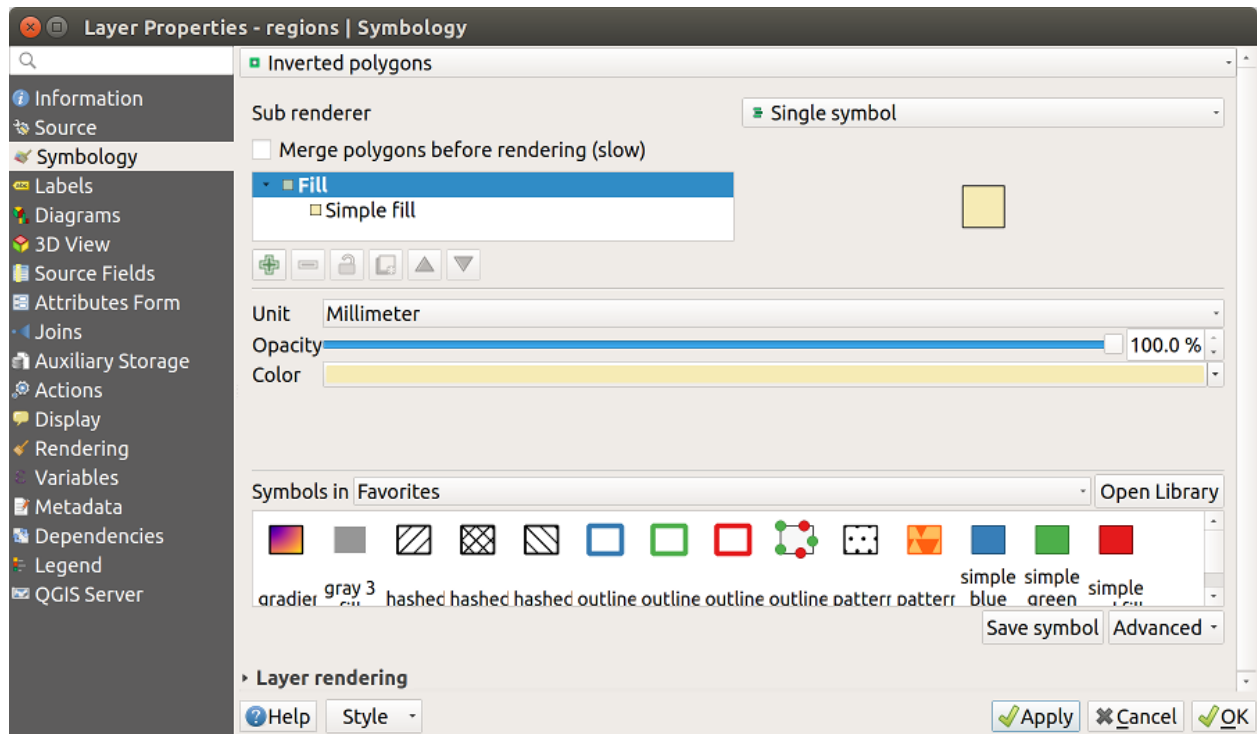 Layer Properties - regions | Symbology
Information
Source
Symbology
Labels
Diagrams
3D View
Source Fields
Attributes Form
Joins
Auxiliary Storage
Actions
Display
Rendering
Variables
Metadata
Dependencies
Legend
QGIS Server
Inverted polygons
Sub renderer Single symbol
Merge polygons before rendering (slow)
Fill
Simple fill
Unit Millimeter
Opacity 100.0 %
Color
Symbols in Favorites Open Library
gray 3 simple simple simple
hashed hashed hashed outline outline outline outline blue green
Save symbol Advanced
Layer rendering
Help Style Apply Cancel OK